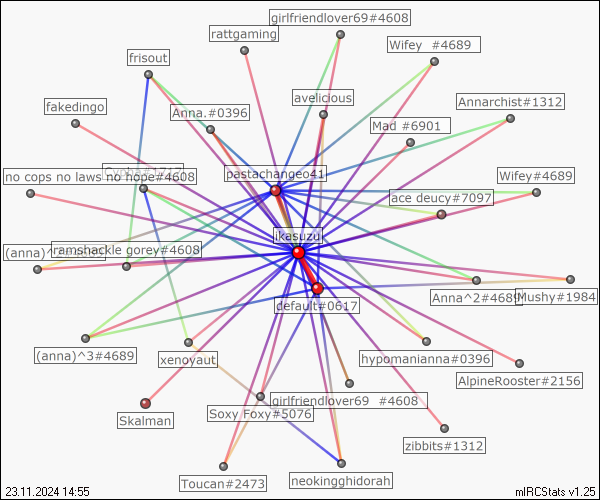 girlfriendlover69#4608
rattgaming
Wifey #4689
frisout
avelicious
fakedingo
Anna.#0396
Mad #6901
Annarchist#1312
no cops no laws no hope#4608
pastachangeo41
Wifey#4689
ace deucy#7097
ikasuzu
ramshackle corey#4608
default#0617
Anna^2#4689
Mushy#1984
(anna)^3#4689
xenoyaut
hypomanianna#0396
AlpineRooster#2156
girlfriendlover69 #4608
Skalman
Soxy Foxy#5076
zibbits#1312
Toucan#2473
neokingghidorah
23.11.2024 14:55
mIRCStats v1.25